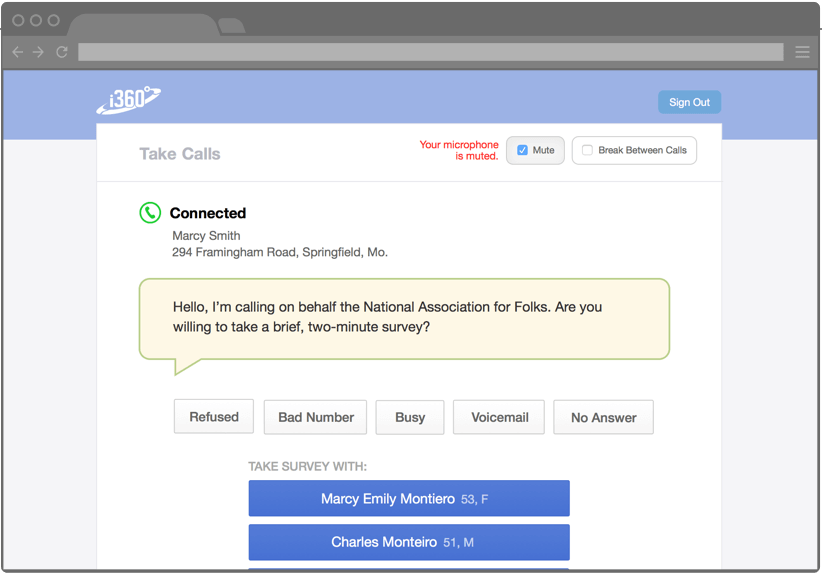 i360°
Sign Out
Take Calls
Your microphone
is muted.
Mute
Break Between Calls
Connected
Marcy Smith
294 Framingham Road, Springfield, Mo.
Hello, I'm calling on behalf the National Association for Folks. Are you
willing to take a brief, two-minute survey?
Refused
Bad Number
Busy
Voicemail
No Answer
TAKE SURVEY WITH:
Marcy Emily Montiero 53, F
Charles Monteiro 51, M